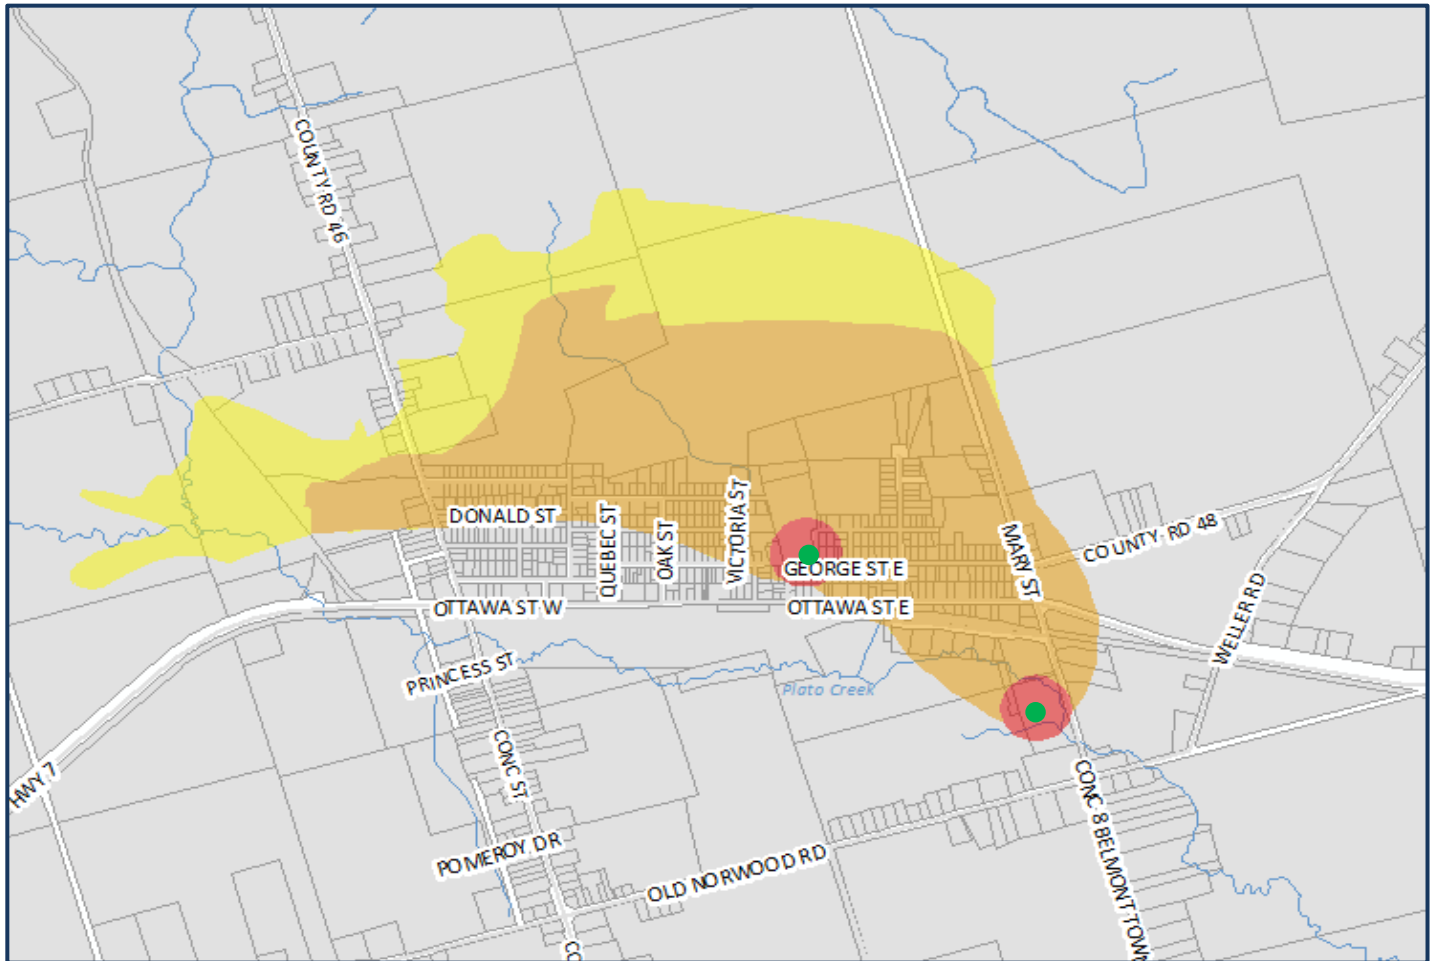 COUNTY RD 46
DONALD ST
QUEBEC ST
OAK ST
VICTORIA ST
GEORGE ST E
MARY ST
COUNTY RD 48
OTTAWA ST W
OTTAWA ST E
WELLER RD
PRINCESS ST
Plato Creek
HWY 7
CONC ST
CONC 8 BELMONT TOWN
POMEROY DR
OLD NORWOOD RD
CO